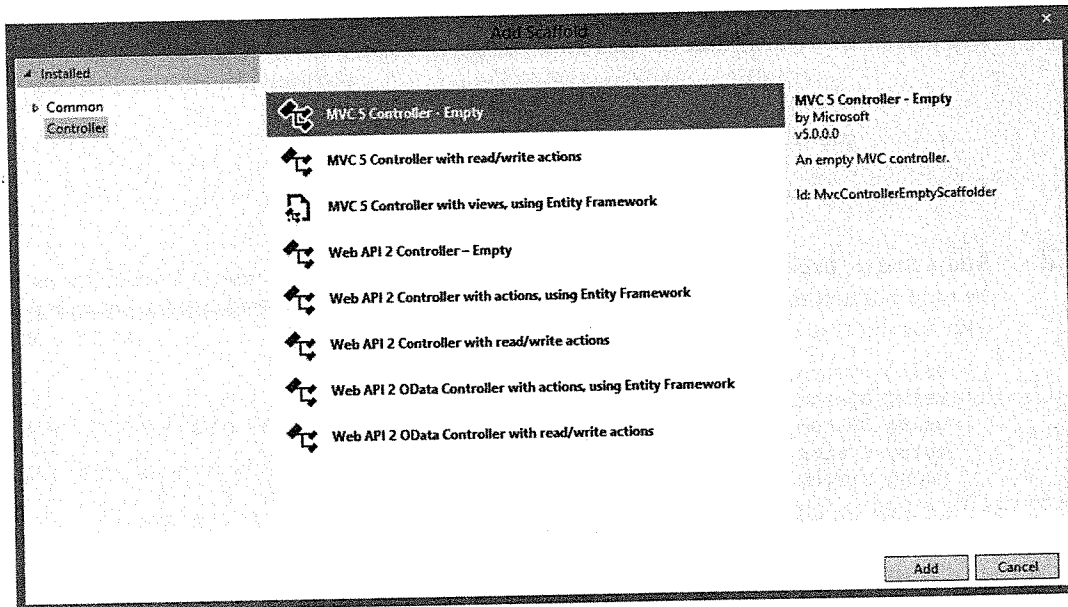 Add Scaffold
Installed
Common
Controller
MVC 5 Controller - Empty
MVC 5 Controller with read/write actions
MVC 5 Controller with views, using Entity Framework
Web API 2 Controller – Empty
Web API 2 Controller with actions, using Entity Framework
Web API 2 Controller with read/write actions
Web API 2 OData Controller with actions, using Entity Framework
Web API 2 OData Controller with read/write actions
MVC 5 Controller - Empty
by Microsoft
v5.0.0.0
An empty MVC controller.
Id: MvcControllerEmptyScaffolder
Add
Cancel